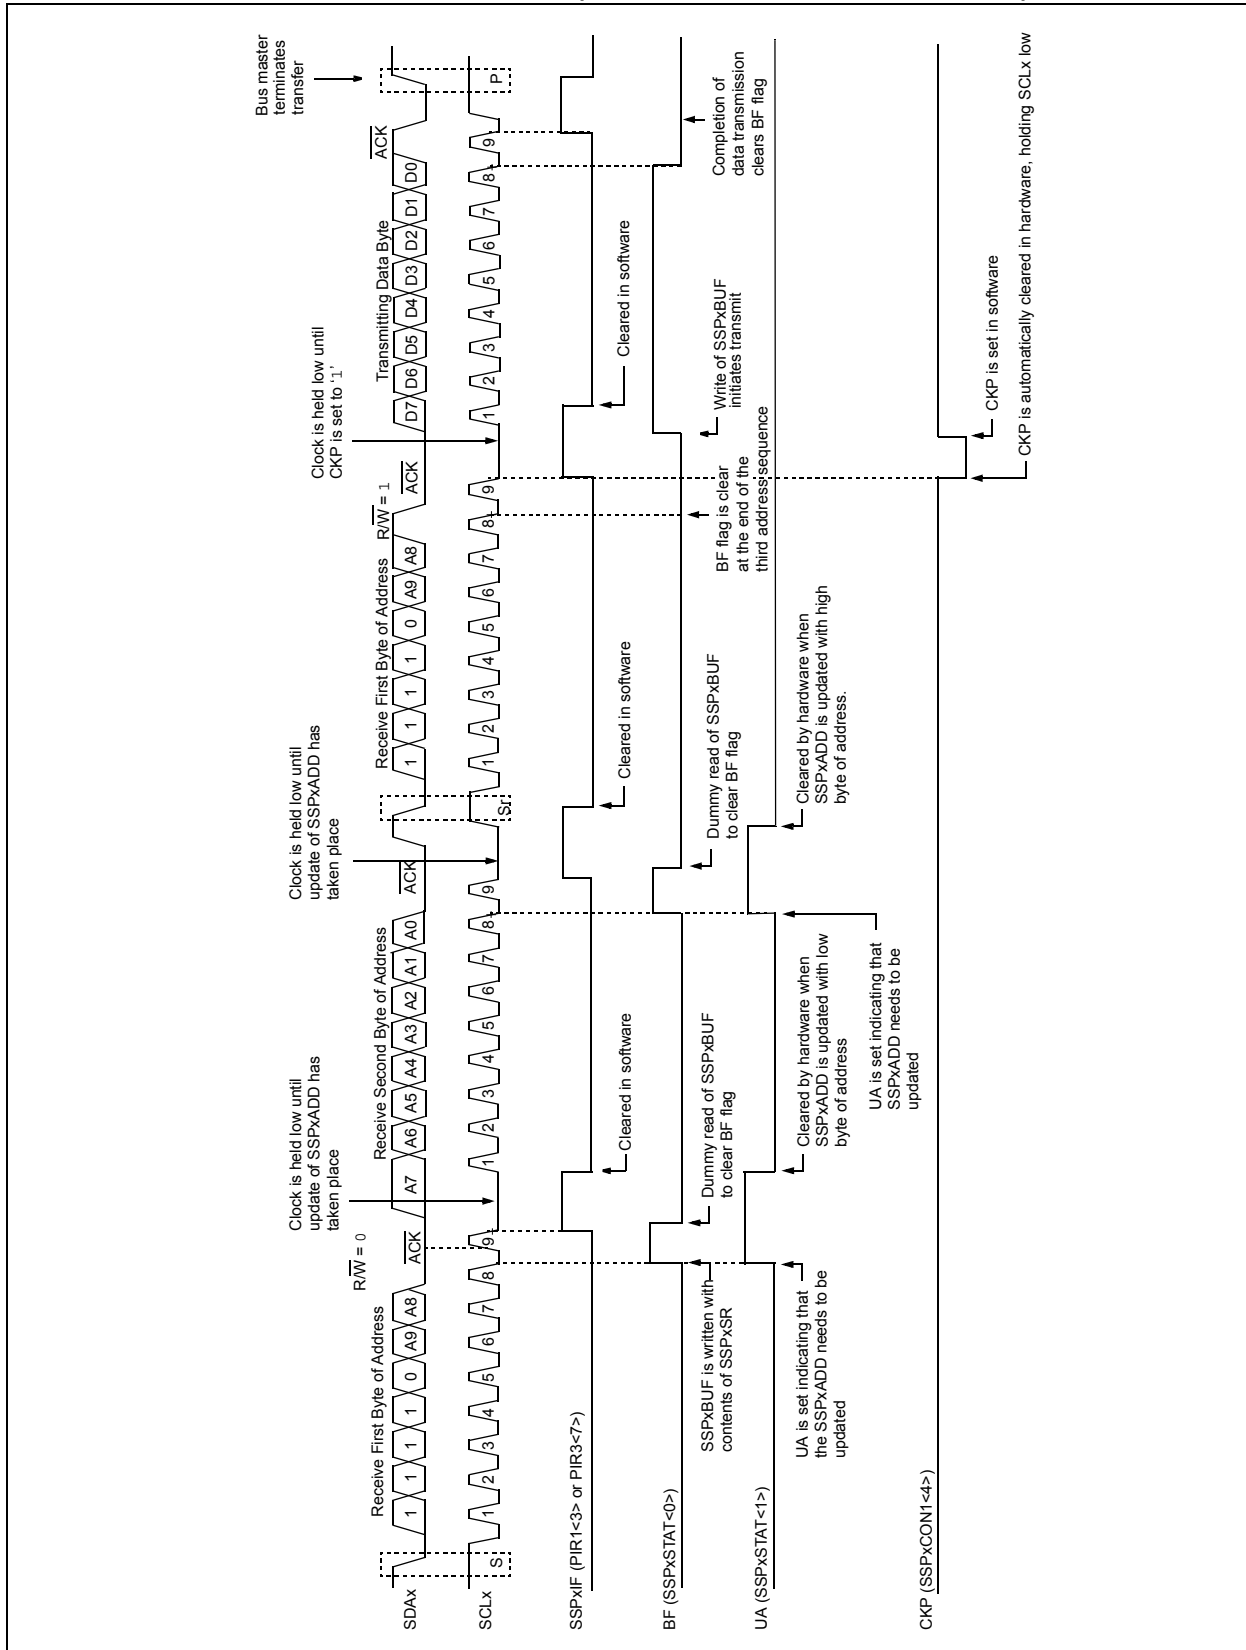 Bus master
terminates
transfer
Clock is held low until
update of SSPxADD has
taken place
Clock is held low until
update of SSPxADD has
taken place
Clock is held low until
CKP is set to ‘1’
R/W = 0
R/W = 1
Receive First Byte of Address
ACK
Receive Second Byte of Address
ACK
Receive First Byte of Address
ACK
Transmitting Data Byte
ACK
SDAx
1 1 1 1 0 A9 A8
A7 A6 A5 A4 A3 A2 A1 A0
1 1 1 1 0 A9 A8
D7 D6 D5 D4 D3 D2 D1 D0
SCLx
S
1 2 3 4 5 6 7 8 9
1 2 3 4 5 6 7 8 9
Sr
1 2 3 4 5 6 7 8 9
1 2 3 4 5 6 7 8 9
P
SSPxIF (PIR1<3> or PIR3<7>)
Cleared in software
Cleared in software
Cleared in software
BF (SSPxSTAT<0>)
SSPxBUF is written with
contents of SSPxSR
Dummy read of SSPxBUF
to clear BF flag
Dummy read of SSPxBUF
to clear BF flag
BF flag is clear
at the end of the
third address sequence
Write of SSPxBUF
initiates transmit
Completion of
data transmission
clears BF flag
UA (SSPxSTAT<1>)
UA is set indicating that
the SSPxADD needs to be
updated
Cleared by hardware when
SSPxADD is updated with low
byte of address
UA is set indicating that
SSPxADD needs to be
updated
Cleared by hardware when
SSPxADD is updated with high
byte of address.
CKP (SSPxCON1<4>)
CKP is set in software
CKP is automatically cleared in hardware, holding SCLx low